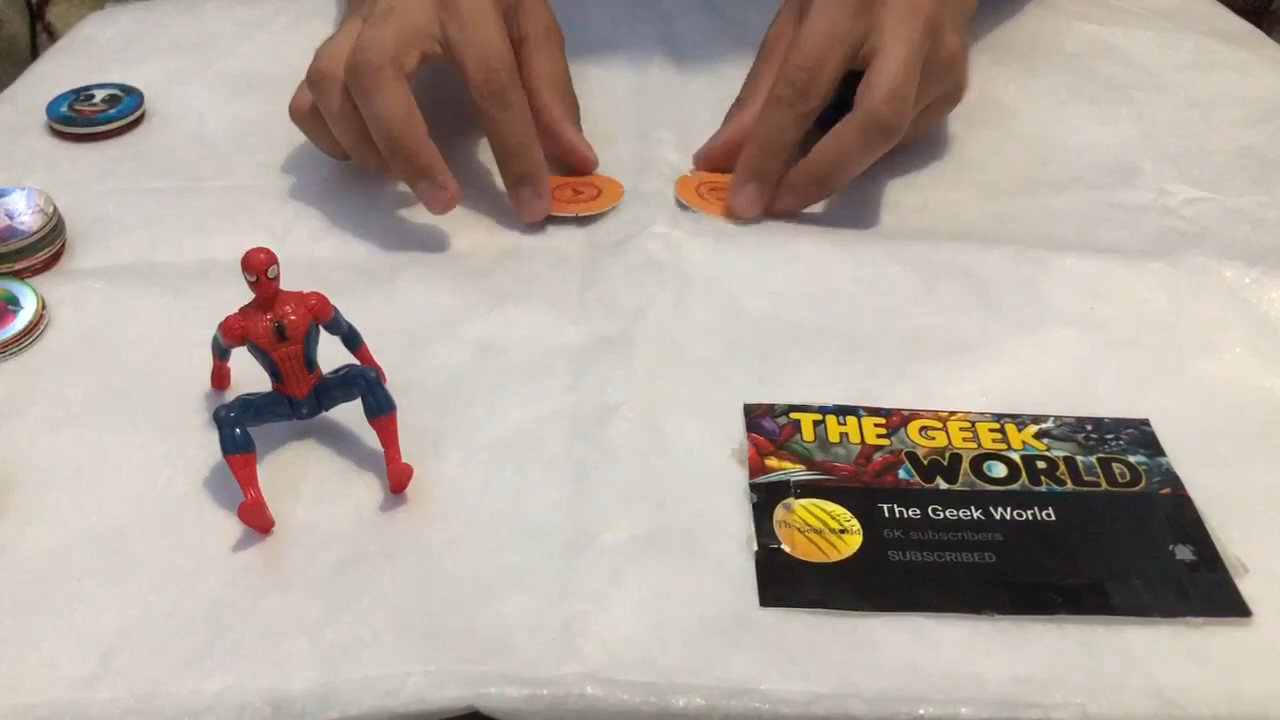 THE GEEK
WORLD
The Geek World
The Geek World
6K subscribers
SUBSCRIBED